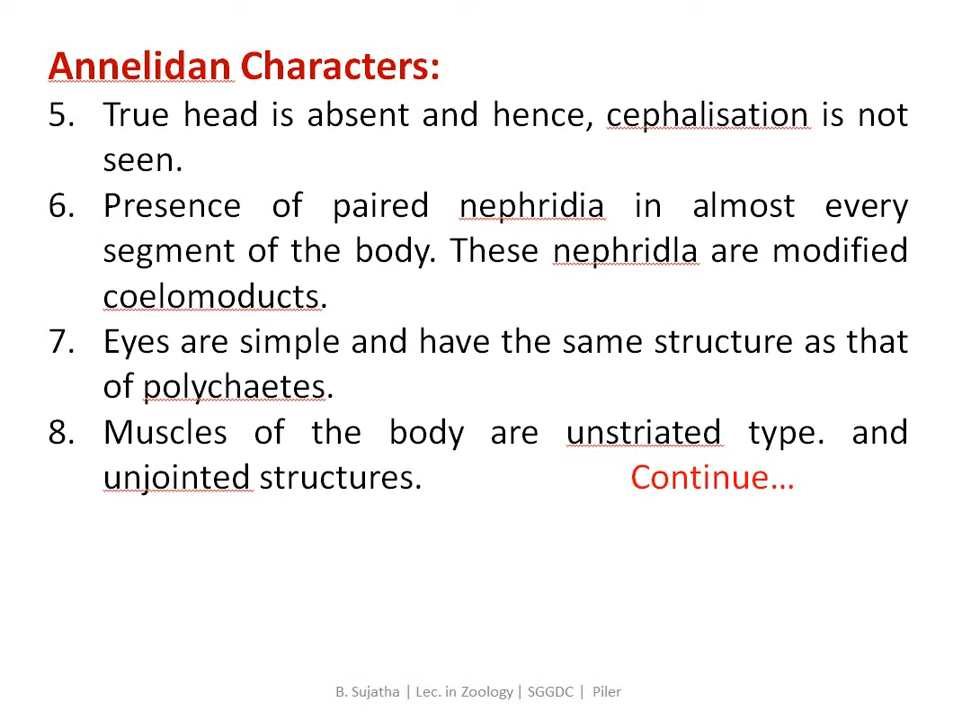 Annelidan Characters:
5. True head is absent and hence, cephalisation is not
seen.
6. Presence of paired nephridia in almost every
segment of the body. These nephridla are modified
coelomoducts.
7. Eyes are simple and have the same structure as that
of polychaetes.
8. Muscles of the body are unstriated type. and
unjointed structures. Continue...
B. Sujatha | Lec. in Zoology | SGGDC | Piler